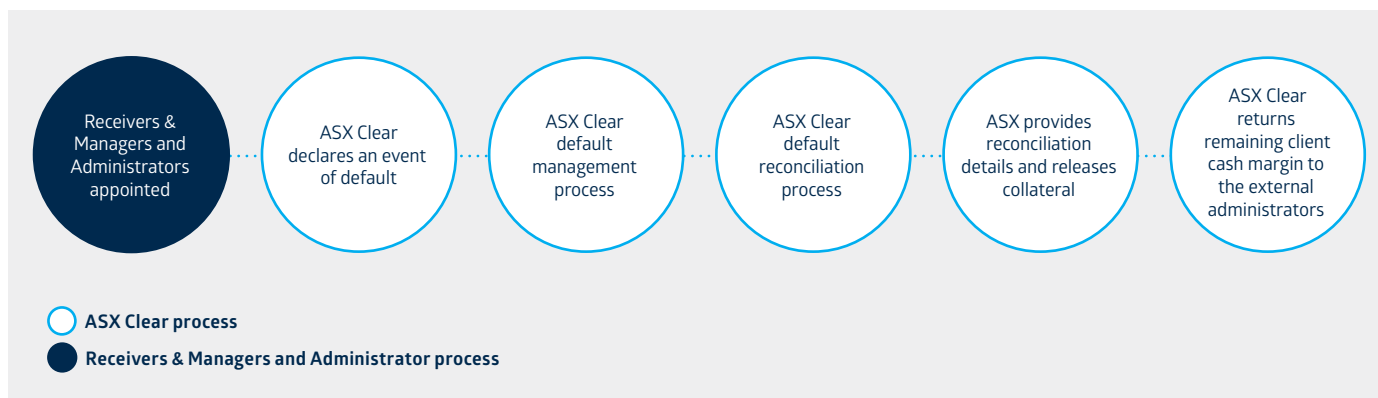 Receivers &
Managers and
Administrators
appointed
ASX Clear
declares an event
of default
ASX Clear
default
management
process
ASX Clear
default
reconciliation
process
ASX provides
reconciliation
details and releases
collateral
ASX Clear
returns
remaining client
cash margin to
the external
administrators
ASX Clear process
Receivers & Managers and Administrator process